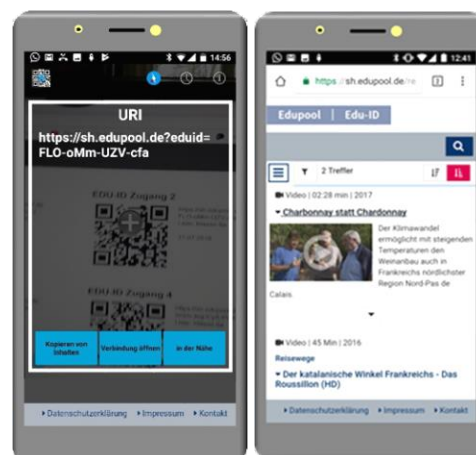 14:56
URI
https://sh.edupool.de?eduid=
FLO-oMm-UZV-cfa
EDU-ID Zugang 2
EDU-ID Zugang 4
Kopieren von
Inhalten
Verbindung öffnen
in der Nähe
Datenschutzerklärung Impressum Kontakt
12:41
https://sh.edupool.de/re
Edupool | Edu-ID
2 Treffer
Video | 02:28 min | 2017
Charbonnay statt Chardonnay
Der Klimawandel
ermöglicht mit steigenden
Temperaturen den
Weinanbau auch in
Frankreichs nördlichster
Region Nord-Pas de
Calais.
Video | 45 Min | 2016
Reisewege
Der katalanische Winkel Frankreichs - Das
Roussillon (HD)
Datenschutzerklärung Impressum Kontakt